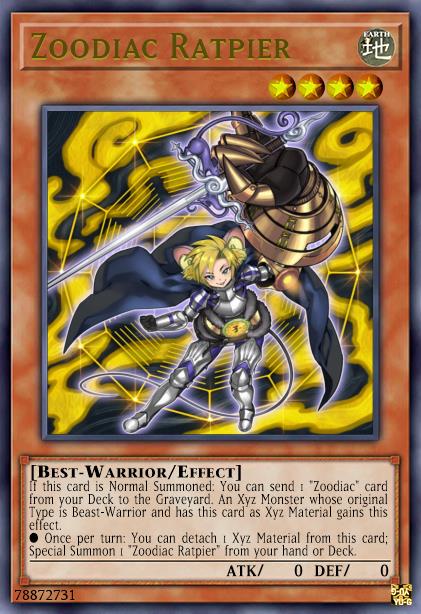 Zoodiac Ratpier
EARTH
地
[Best-Warrior/Effect]
If this card is Normal Summoned: You can send 1 "Zoodiac" card
from your Deck to the Graveyard. An Xyz Monster whose original
Type is Beast-Warrior and has this card as Xyz Material gains this
effect.
● Once per turn: You can detach 1 Xyz Material from this card;
Special Summon 1 "Zoodiac Ratpier" from your hand or Deck.
ATK/ 0 DEF/ 0
78872731